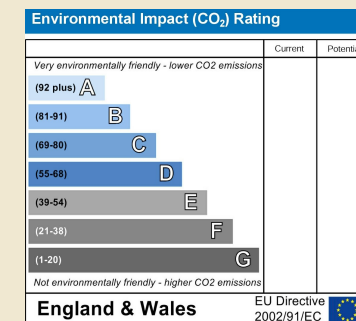 Environmental Impact (CO₂) Rating
Current Potentia
Very environmentally friendly - lower CO2 emissions
(92 plus) A
(81-91) B
(69-80) C
(55-68) D
(39-54) E
(21-38) F
(1-20) G
Not environmentally friendly - higher CO2 emissions
England & Wales
EU Directive
2002/91/EC